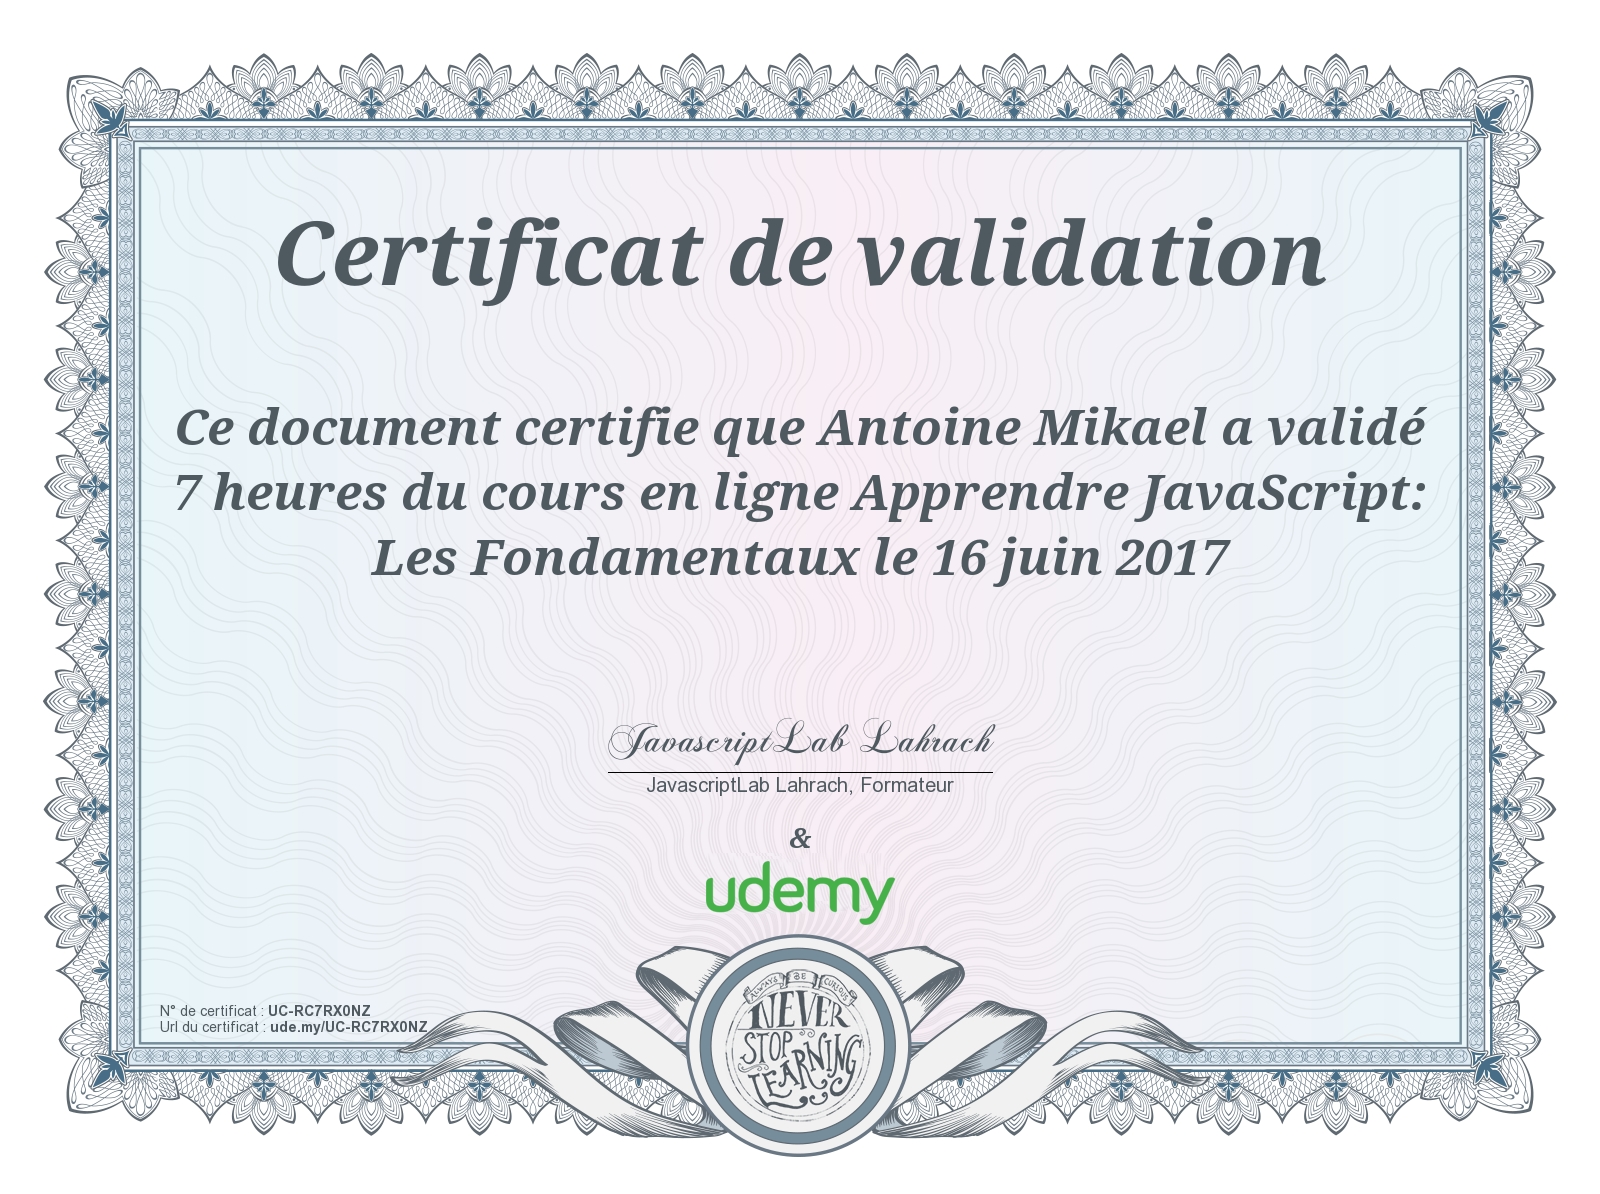 Certificat de validation
Ce document certifie que Antoine Mikael a validé
7 heures du cours en ligne Apprendre JavaScript:
Les Fondamentaux le 16 juin 2017
JavascriptLab Lahrach
JavascriptLab Lahrach, Formateur
&
udemy
ALWAYS BE CURIOUS
NEVER
STOP
LEARNING
N° de certificat : UC-RC7RX0NZ
Url du certificat : ude.my/UC-RC7RX0NZ